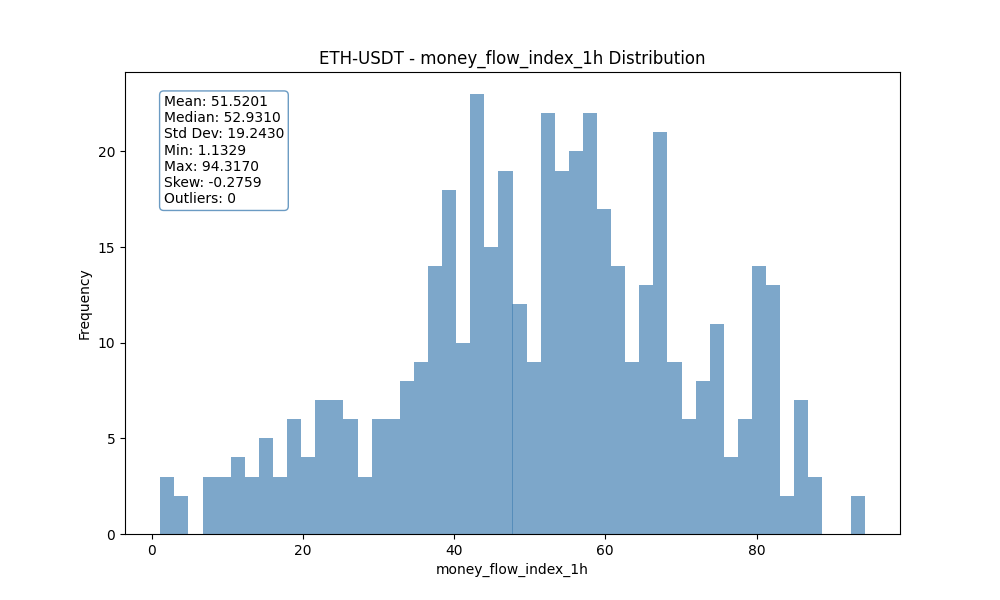 ETH-USDT - money_flow_index_1h Distribution
Mean: 51.5201
Median: 52.9310
Std Dev: 19.2430
Min: 1.1329
Max: 94.3170
Skew: -0.2759
Outliers: 0
Frequency
20
15
10
5
0
0 20 40 60 80
money_flow_index_1h